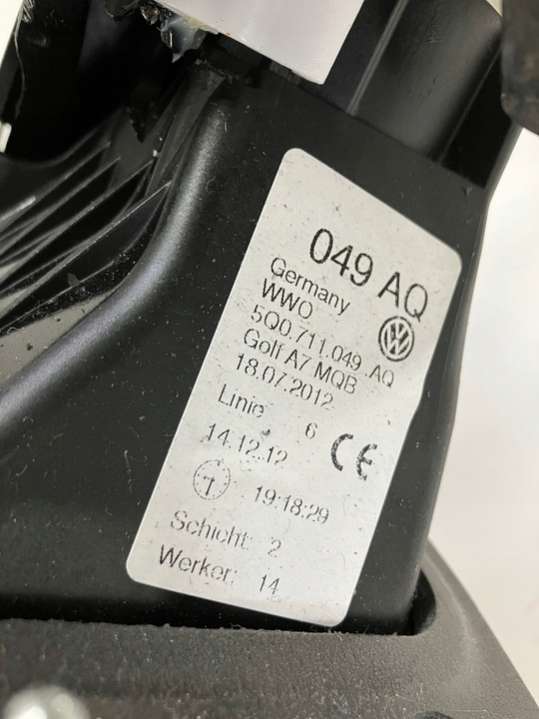 049 AQ
Germany
WWO
5Q0.711.049 .AQ
Golf A7 MQB
18.07.2012
Linie 6
14.12.12 CE
19:18:29
Schicht: 2
Werker: 14